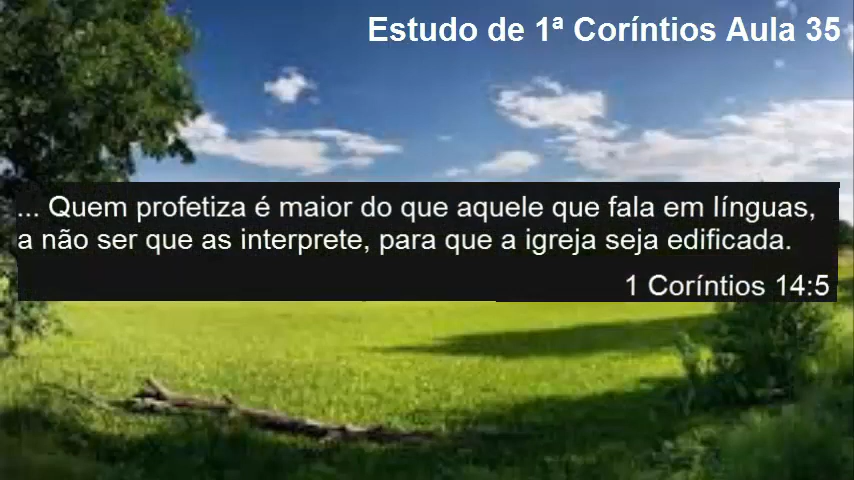 Estudo de 1ª Coríntios Aula 35
... Quem profetiza é maior do que aquele que fala em línguas,
a não ser que as interprete, para que a igreja seja edificada.
1 Coríntios 14:5